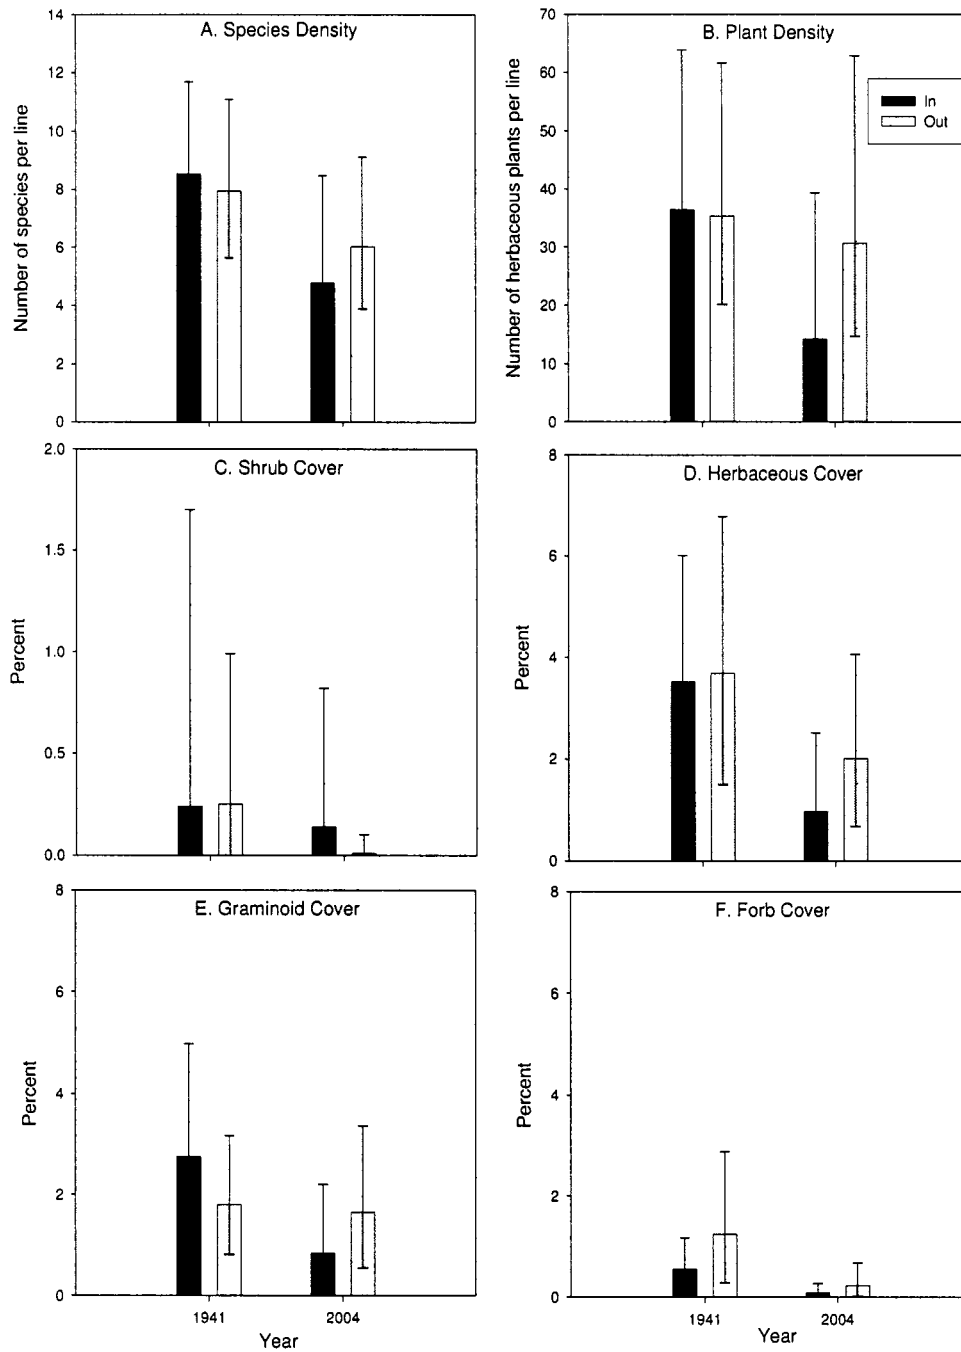 A. Species Density
Number of species per line
14
12
10
8
6
4
2
0
B. Plant Density
Number of herbaceous plants per line
70
60
50
40
30
20
10
0
In
Out
C. Shrub Cover
Percent
2.0
1.5
1.0
0.5
0.0
D. Herbaceous Cover
Percent
8
6
4
2
0
E. Graminoid Cover
Percent
8
6
4
2
0
1941
2004
Year
F. Forb Cover
Percent
8
6
4
2
0
1941
2004
Year